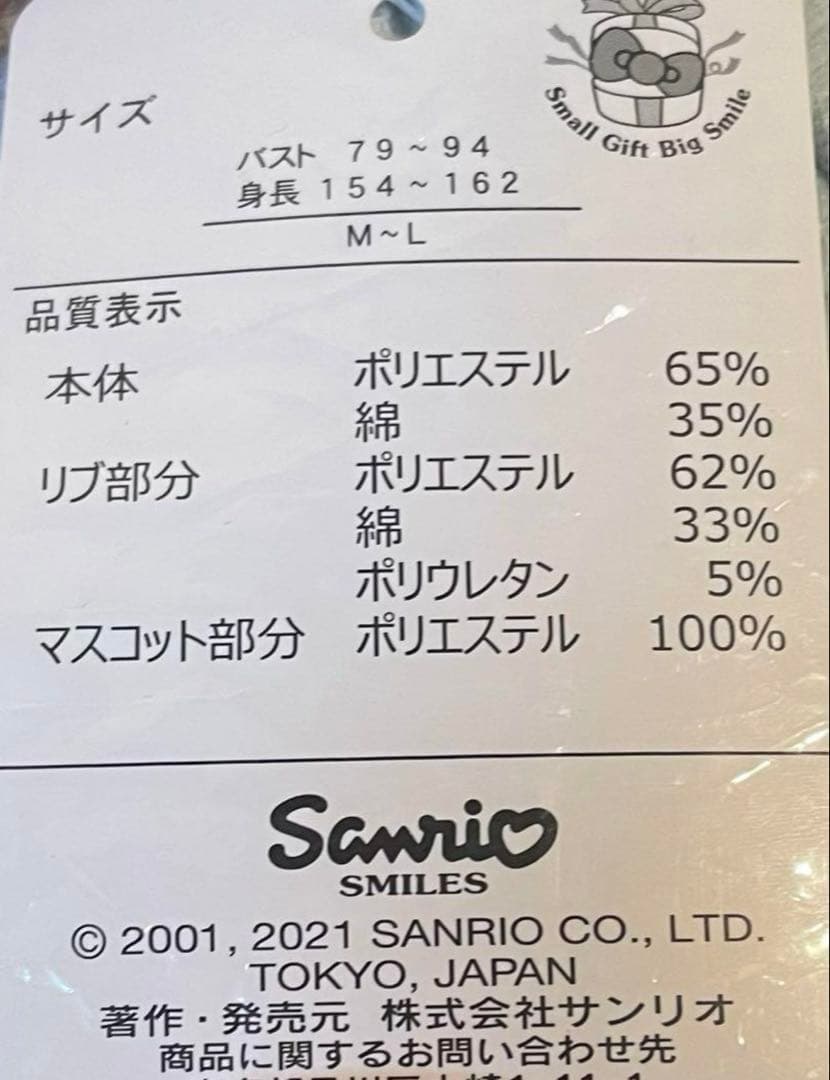 Small Gift Big Smile
サイズ
バスト 79~94
身長 154~162
M~L
品質表示
本体 ポリエステル 65%
綿 35%
リブ部分 ポリエステル 62%
綿 33%
ポリウレタン 5%
マスコット部分 ポリエステル 100%
Sanrio
SMILES
© 2001, 2021 SANRIO CO., LTD.
TOKYO, JAPAN
著作・発売元 株式会社サンリオ
商品に関するお問い合わせ先